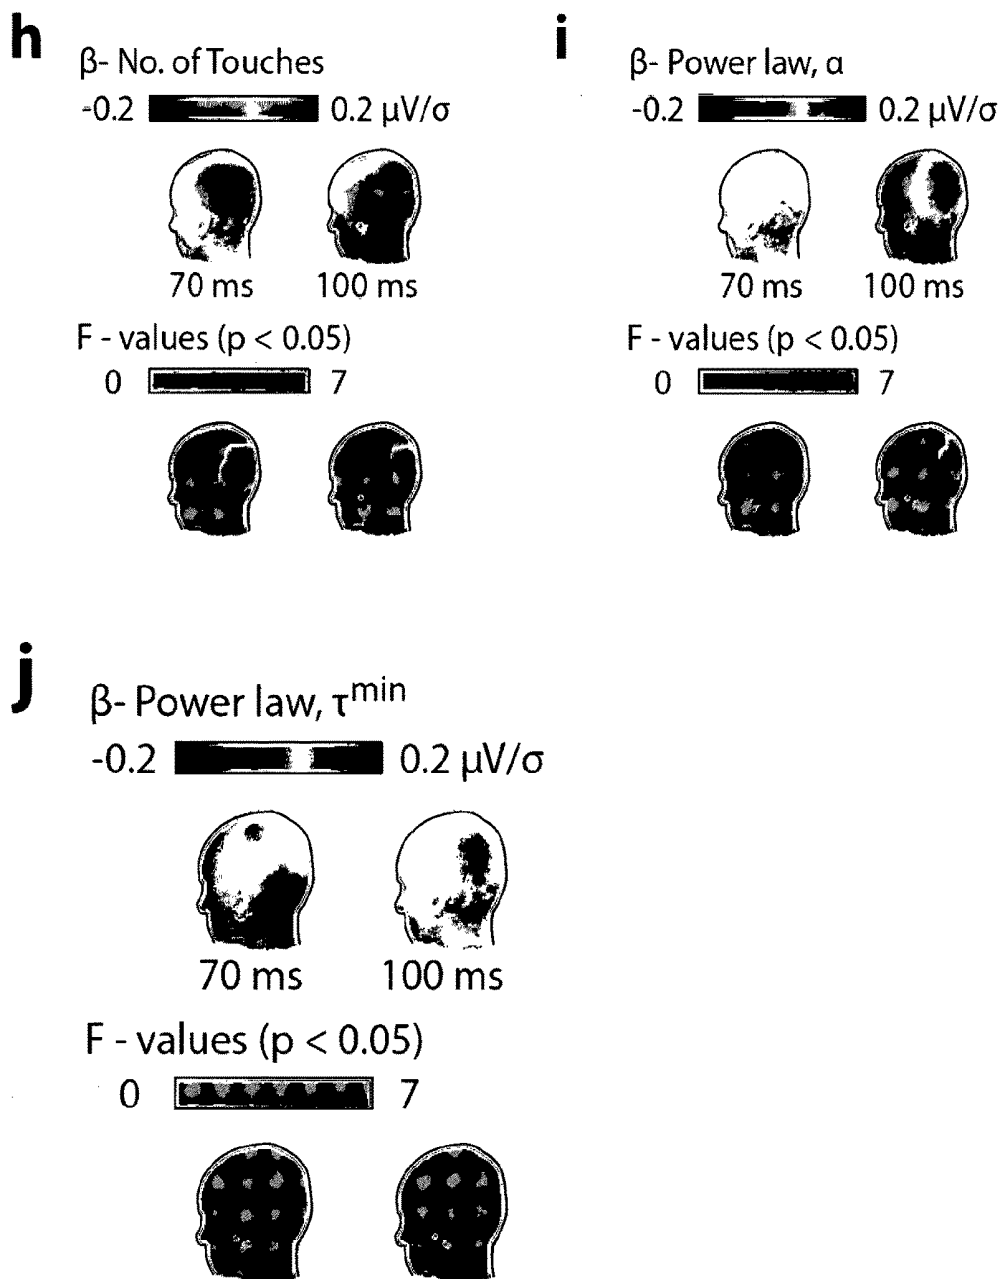 h
β- No. of Touches
-0.2 0.2 μV/σ
70 ms 100 ms
F - values (p < 0.05)
0 7
i
β- Power law, α
-0.2 0.2 μV/σ
70 ms 100 ms
F - values (p < 0.05)
0 7
j
β- Power law, τmin
-0.2 0.2 μV/σ
70 ms 100 ms
F - values (p < 0.05)
0 7